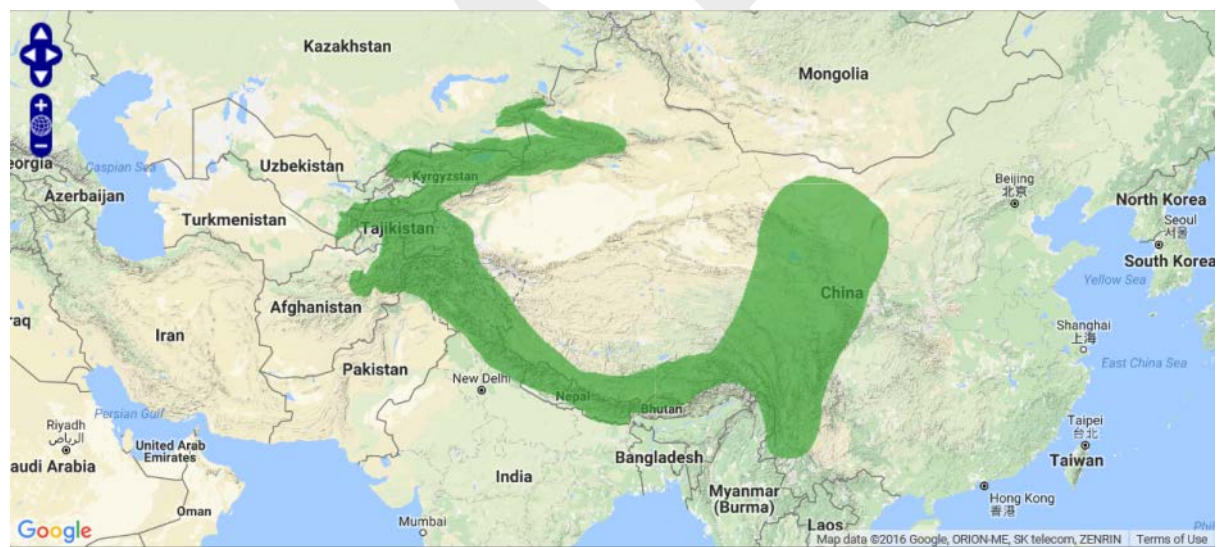 Kazakhstan
Mongolia
eorgia
Caspian Sea
Uzbekistan
Kyrgyzstan
Azerbaijan
Beijing
北京
North Korea
Turkmenistan
Tajikistan
Seoul
서울
South Korea
Yellow Sea
Afghanistan
China
raq
Iran
Shanghai
上海
East China Sea
Pakistan
New Delhi
Nepal
Bhutan
Persian Gulf
Riyadh
الرياض
United Arab
Emirates
audi Arabia
Taipei
台北
Taiwan
Bangladesh
India
Myanmar
(Burma)
Hong Kong
香港
Oman
Mumbai
Laos
Phi
Google
Map data ©2016 Google, ORION-ME, SK telecom, ZENRIN
Terms of Use